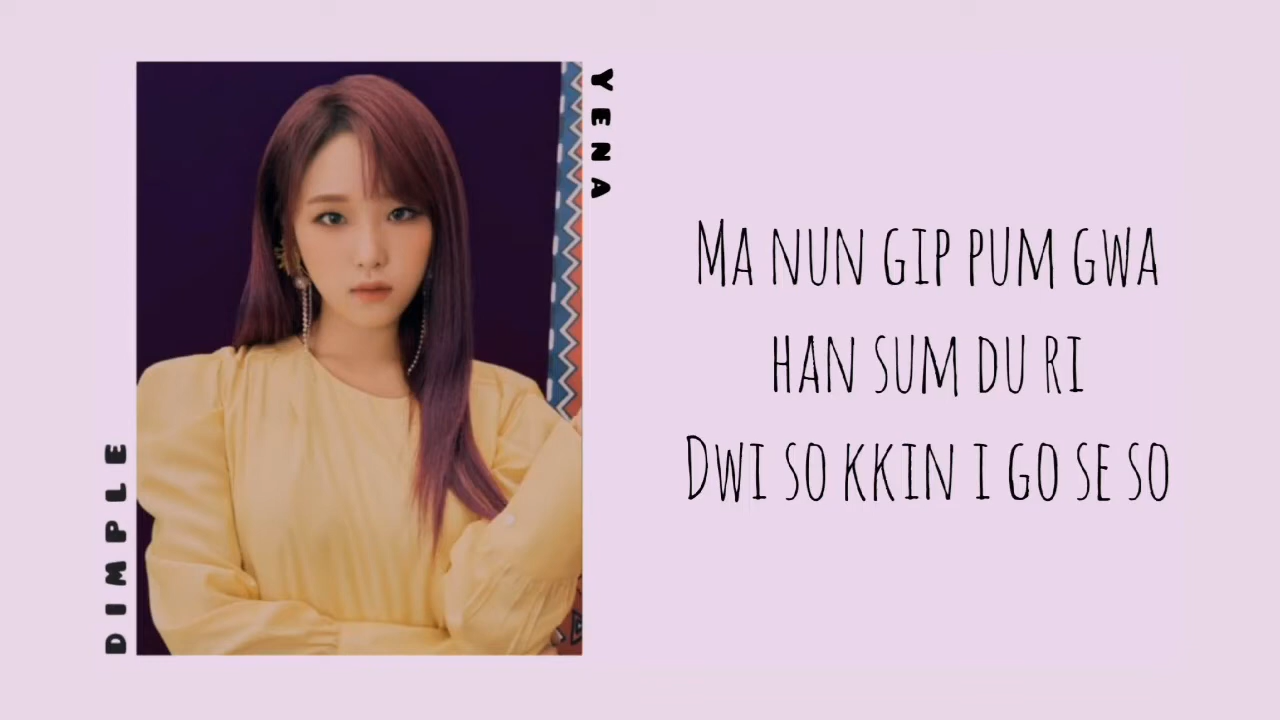 YENA
DIMPLE
MA NUN GIP PUM GWA
HAN SUM DU RI
DWI SO KKIN I GO SE SO